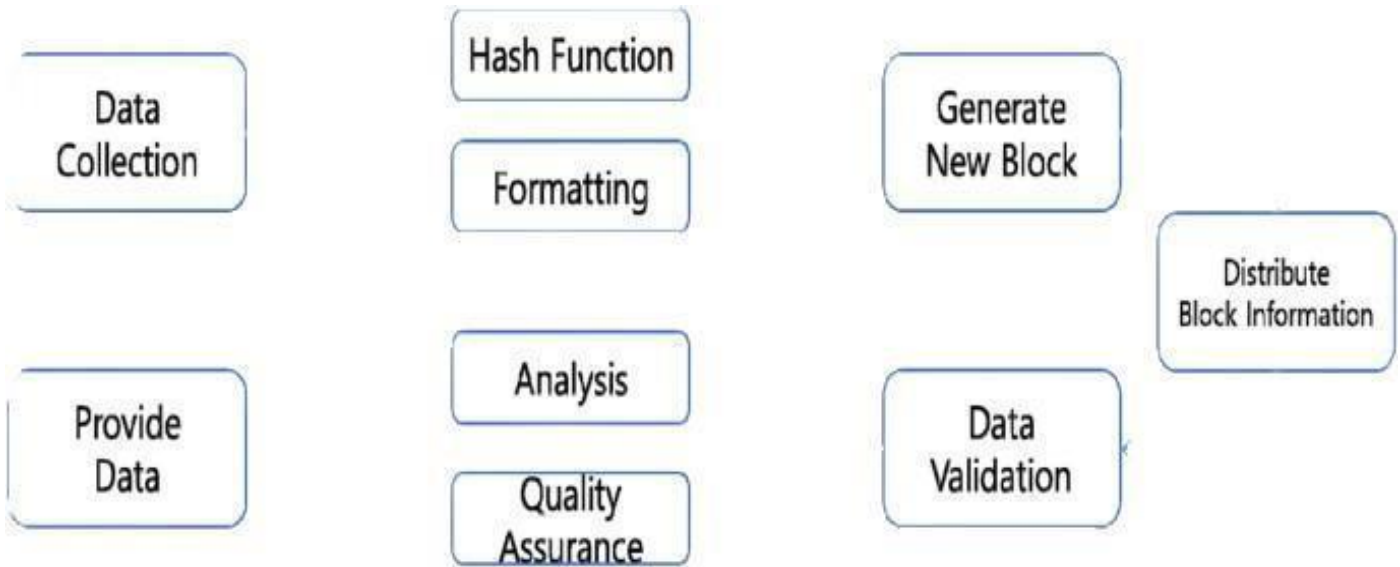 Data
Collection
Hash Function
Formatting
Generate
New Block
Distribute
Block Information
Provide
Data
Analysis
Quality
Assurance
Data
Validation